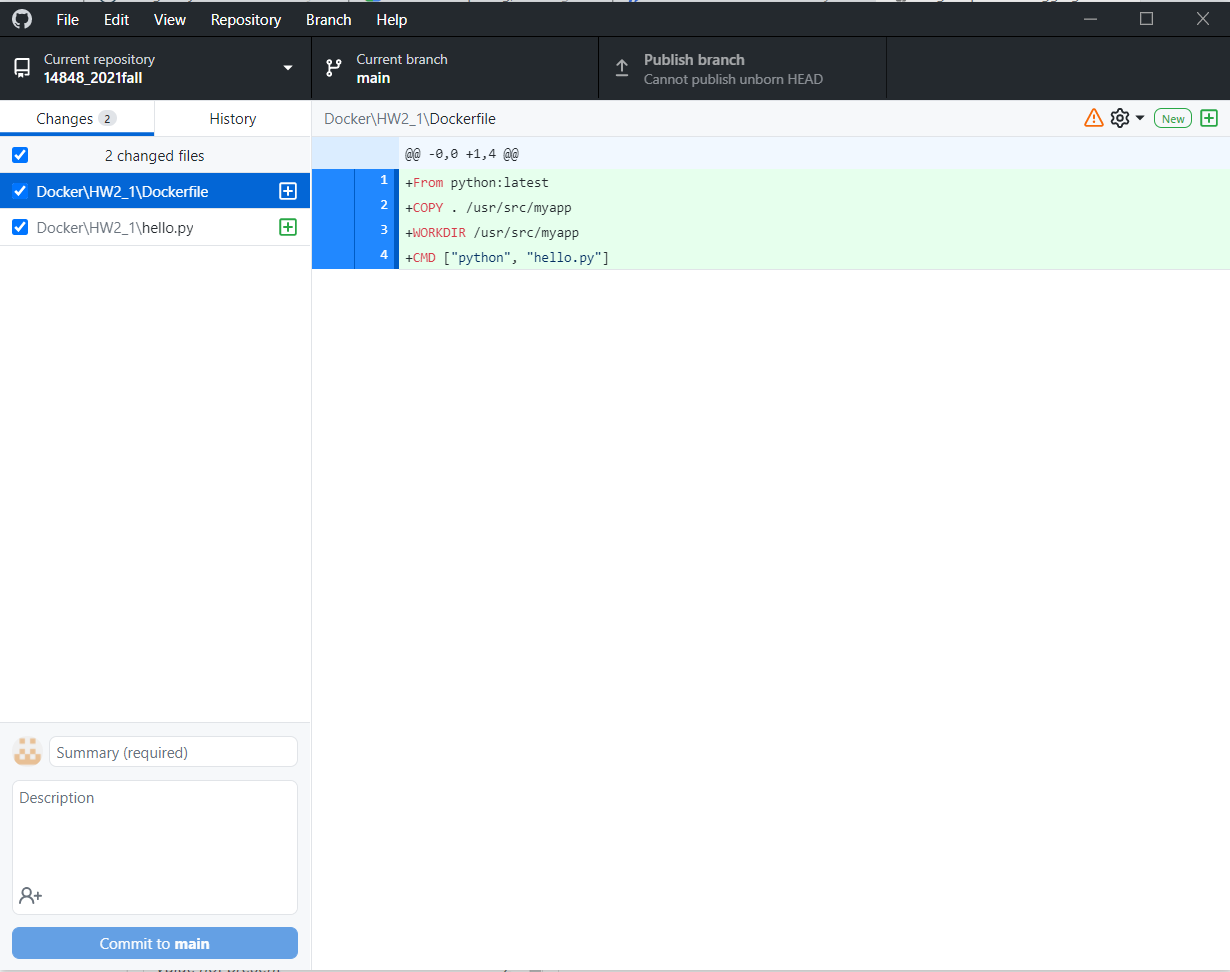 File Edit View Repository Branch Help
Current repository
14848_2021fall
Current branch
main
Publish branch
Cannot publish unborn HEAD
Changes 2
History
Docker\HW2_1\Dockerfile
New
2 changed files
Docker\HW2_1\Dockerfile
Docker\HW2_1\hello.py
@@ -0,0 +1,4 @@
1 +From python:latest
2 +COPY . /usr/src/myapp
3 +WORKDIR /usr/src/myapp
4 +CMD ["python", "hello.py"]
Summary (required)
Description
Commit to main